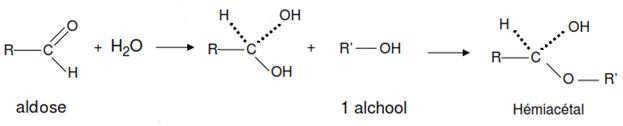 O
R—C + H₂O → H OH R—C OH + R'—OH → H OH R—C O—R'
H
aldose 1 alchool Hémiacétal